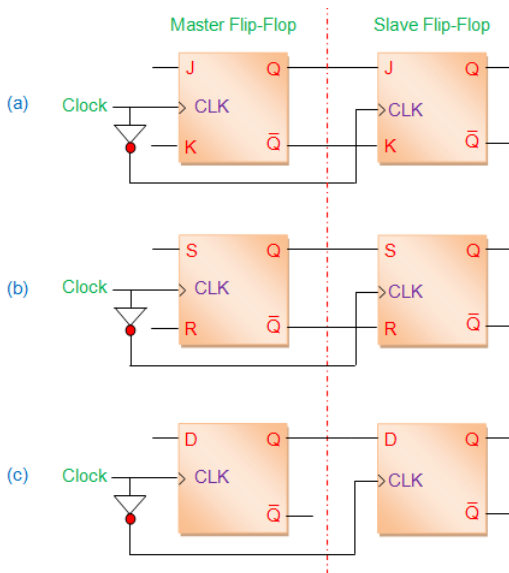 Master Flip-Flop Slave Flip-Flop
J Q J Q
(a) Clock CLK CLK
K Q̅ K Q̅
S Q S Q
(b) Clock CLK CLK
R Q̅ R Q̅
D Q D Q
(c) Clock CLK CLK
Q̅ Q̅